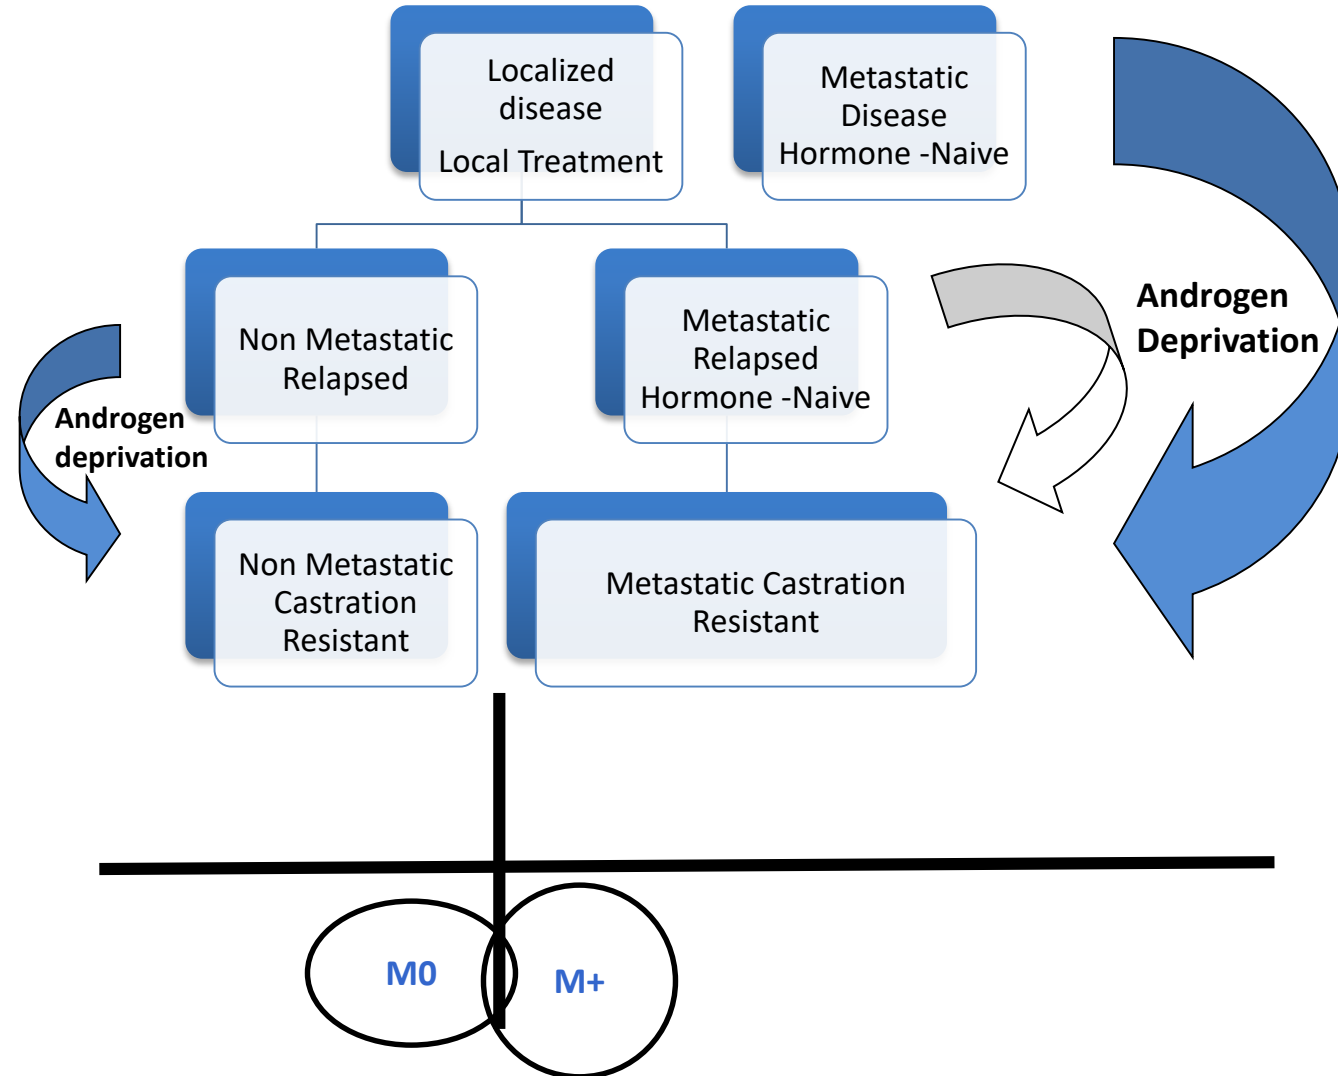 Localized
disease
Local Treatment
Metastatic
Disease
Hormone -Naive
Non Metastatic
Relapsed
Metastatic
Relapsed
Hormone -Naive
Androgen
Deprivation
Androgen
deprivation
Non Metastatic
Castration
Resistant
Metastatic Castration
Resistant
M0
M+